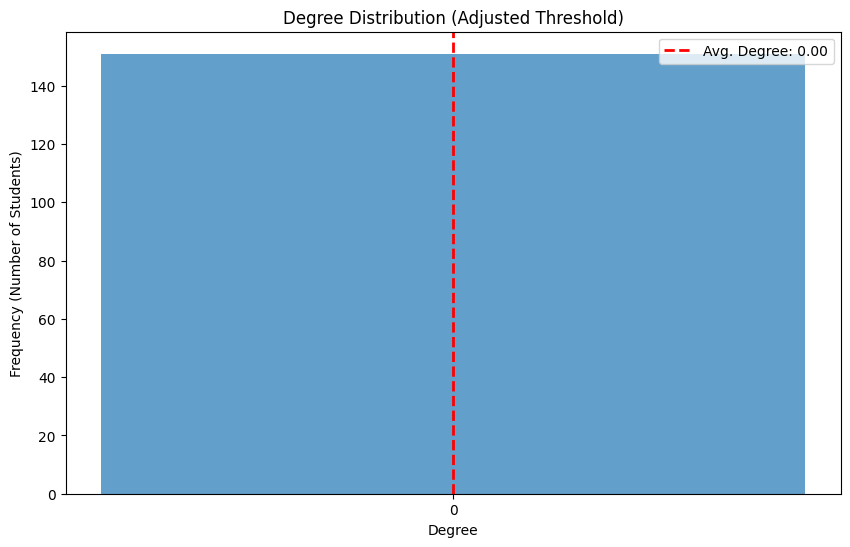 Degree Distribution (Adjusted Threshold)
Avg. Degree: 0.00
Frequency (Number of Students)
140
120
100
80
60
40
20
0
0
Degree